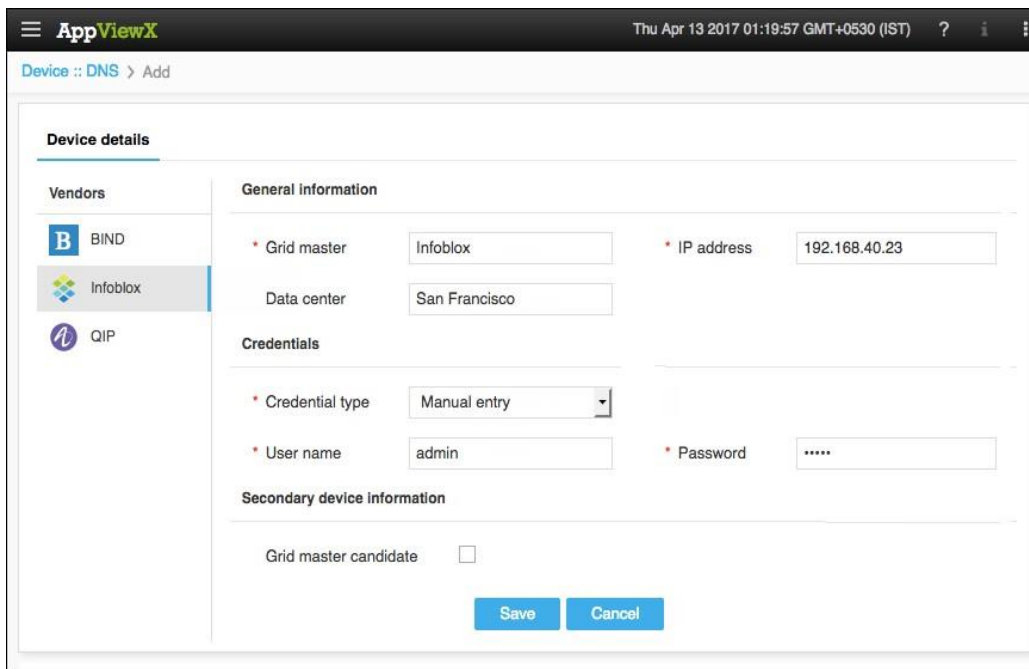 AppViewX Thu Apr 13 2017 01:19:57 GMT+0530 (IST) ? i
Device :: DNS > Add
Device details
Vendors
B BIND
Infoblox
QIP
General information
* Grid master Infoblox * IP address 192.168.40.23
Data center San Francisco
Credentials
* Credential type Manual entry
* User name admin * Password •••••
Secondary device information
Grid master candidate
Save Cancel